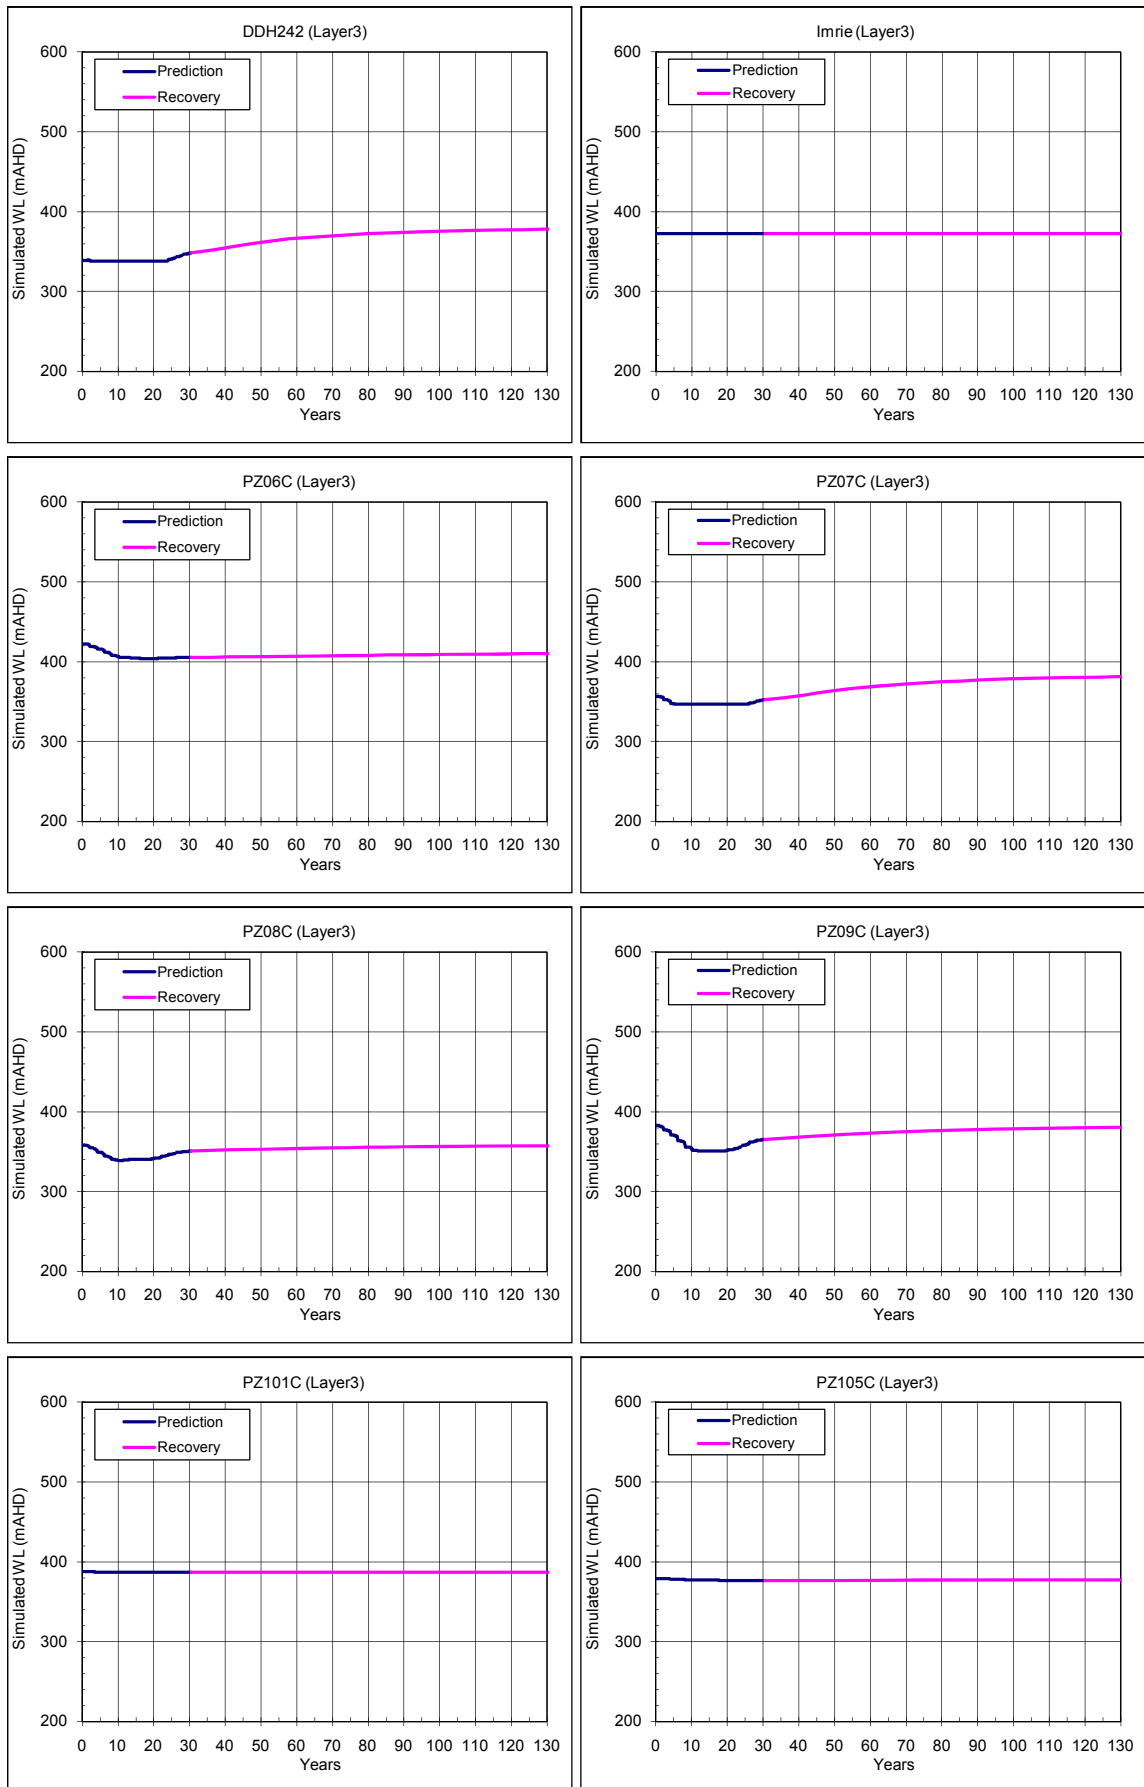 DDH242 (Layer3)
600
500
400
300
200
Simulated WL (mAHD)
Prediction
Recovery
0 10 20 30 40 50 60 70 80 90 100 110 120 130
Years
Imrie (Layer3)
600
500
400
300
200
Simulated WL (mAHD)
Prediction
Recovery
0 10 20 30 40 50 60 70 80 90 100 110 120 130
Years
PZ06C (Layer3)
600
500
400
300
200
Simulated WL (mAHD)
Prediction
Recovery
0 10 20 30 40 50 60 70 80 90 100 110 120 130
Years
PZ07C (Layer3)
600
500
400
300
200
Simulated WL (mAHD)
Prediction
Recovery
0 10 20 30 40 50 60 70 80 90 100 110 120 130
Years
PZ08C (Layer3)
600
500
400
300
200
Simulated WL (mAHD)
Prediction
Recovery
0 10 20 30 40 50 60 70 80 90 100 110 120 130
Years
PZ09C (Layer3)
600
500
400
300
200
Simulated WL (mAHD)
Prediction
Recovery
0 10 20 30 40 50 60 70 80 90 100 110 120 130
Years
PZ101C (Layer3)
600
500
400
300
200
Simulated WL (mAHD)
Prediction
Recovery
0 10 20 30 40 50 60 70 80 90 100 110 120 130
Years
PZ105C (Layer3)
600
500
400
300
200
Simulated WL (mAHD)
Prediction
Recovery
0 10 20 30 40 50 60 70 80 90 100 110 120 130
Years